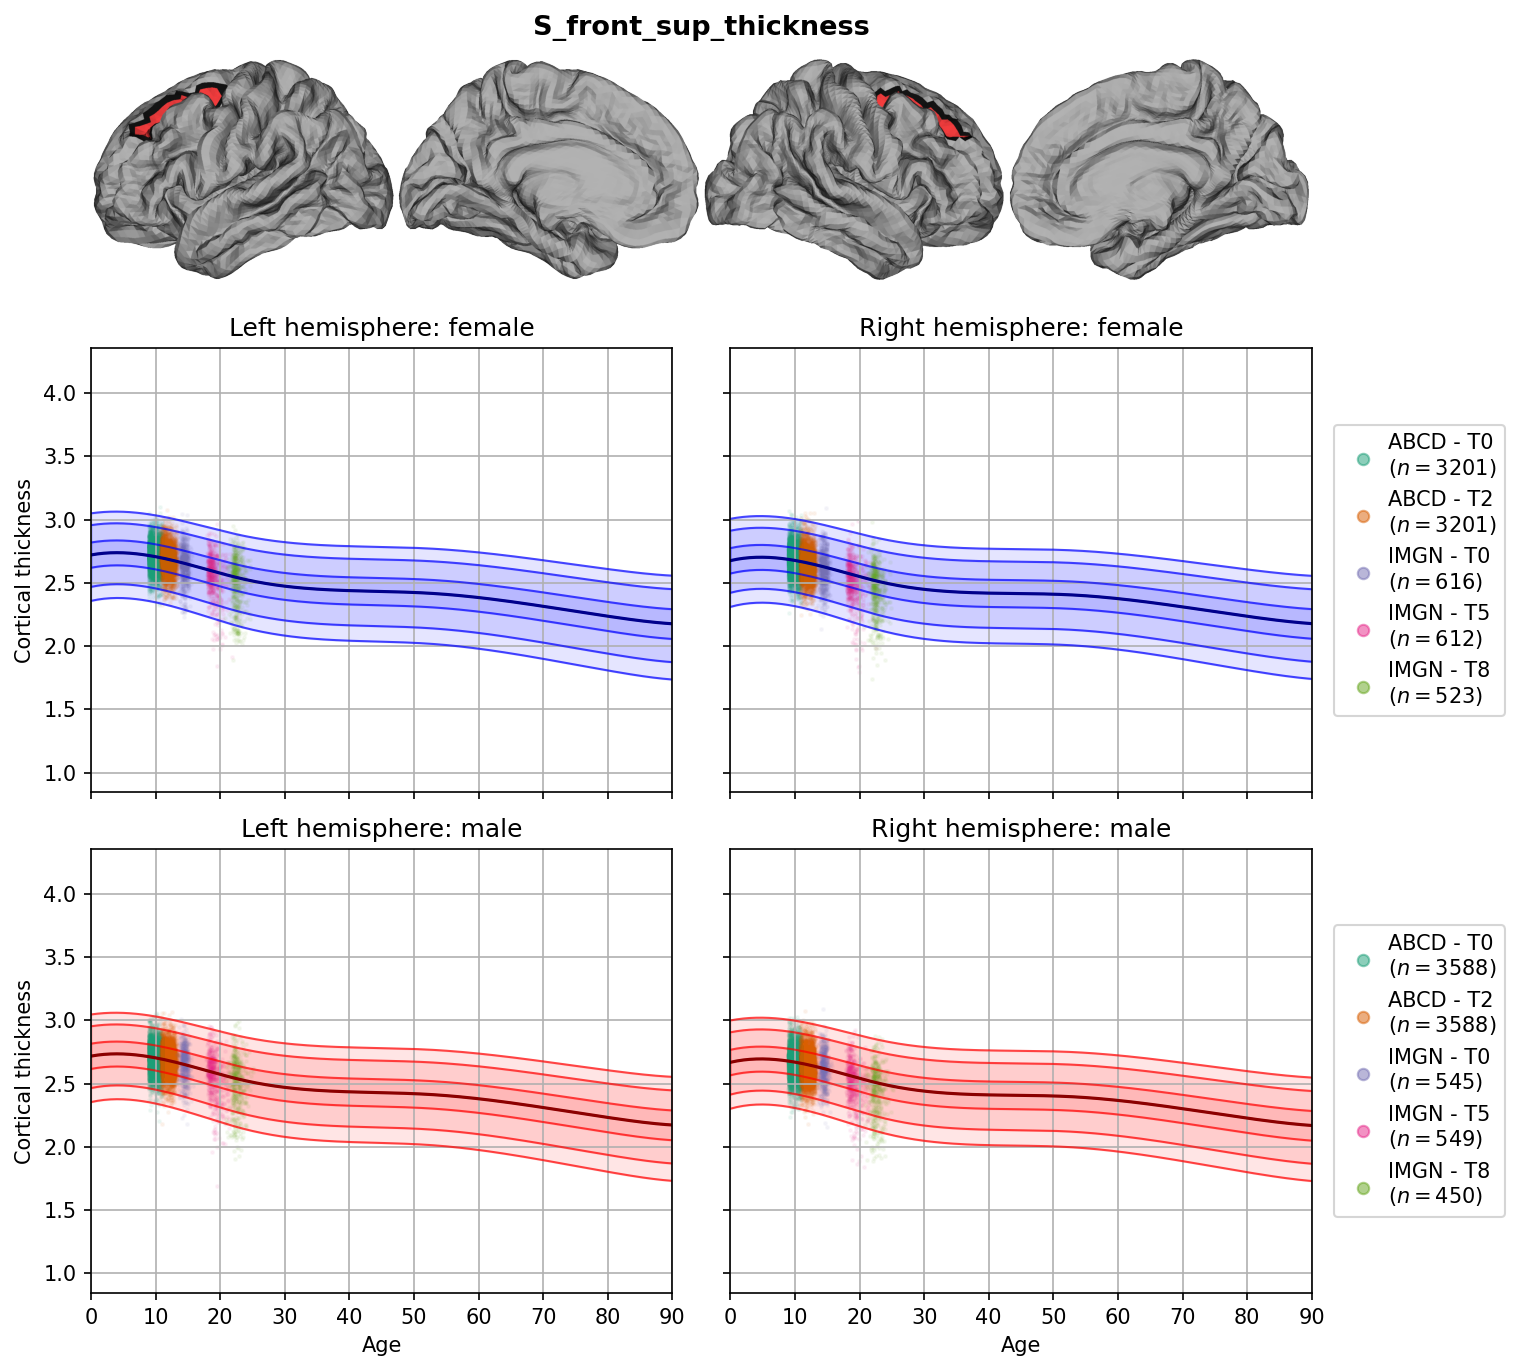 S_front_sup_thickness
Left hemisphere: female
Right hemisphere: female
Cortical thickness
4.0
3.5
3.0
2.5
2.0
1.5
1.0
ABCD - T0
(n = 3201)
ABCD - T2
(n = 3201)
IMGN - T0
(n = 616)
IMGN - T5
(n = 612)
IMGN - T8
(n = 523)
Left hemisphere: male
Right hemisphere: male
Cortical thickness
4.0
3.5
3.0
2.5
2.0
1.5
1.0
ABCD - T0
(n = 3588)
ABCD - T2
(n = 3588)
IMGN - T0
(n = 545)
IMGN - T5
(n = 549)
IMGN - T8
(n = 450)
0 10 20 30 40 50 60 70 80 90
0 10 20 30 40 50 60 70 80 90
Age
Age